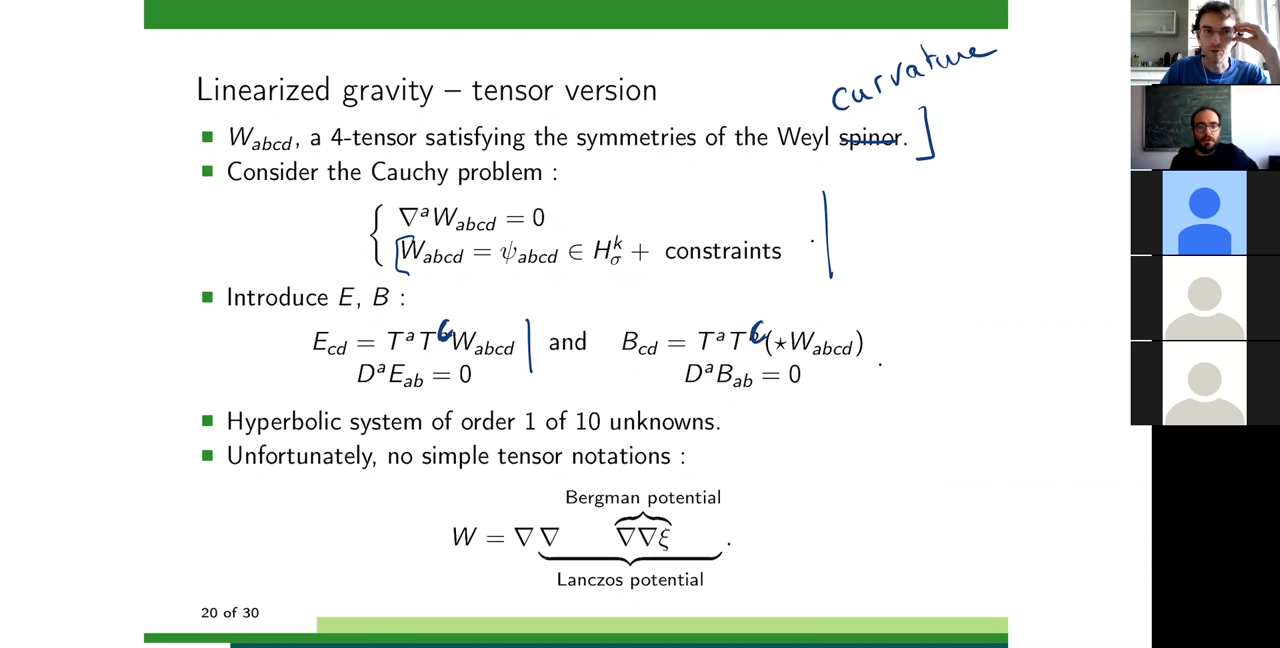 curvature
Linearized gravity – tensor version
W_abcd, a 4-tensor satisfying the symmetries of the Weyl spinor. ]
Consider the Cauchy problem :
∇^a W_abcd = 0
W_abcd = ψ_abcd ∈ H^k_σ + constraints .
Introduce E, B :
E_cd = T^a T^c W_abcd and B_cd = T^a T^c (⋆W_abcd)
D^a E_ab = 0 D^a B_ab = 0 .
Hyperbolic system of order 1 of 10 unknowns.
Unfortunately, no simple tensor notations :
Bergman potential
W = ∇∇ ∇∇ξ .
Lanczos potential
20 of 30